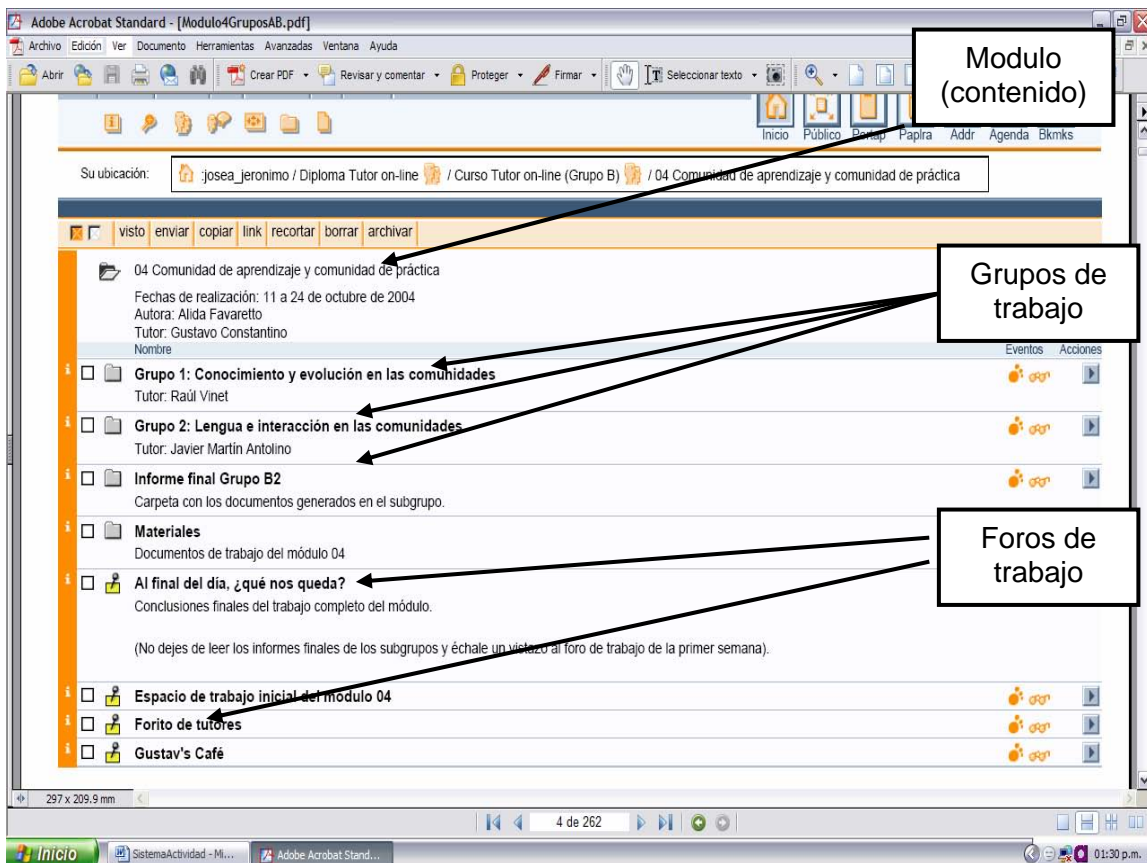 Adobe Acrobat Standard - [Modulo4GruposAB.pdf]
Archivo Edición Ver Documento Herramientas Avanzadas Ventana Ayuda
Abrir Crear PDF Revisar y comentar Proteger Firmar Seleccionar texto
Modulo
(contenido)
Inicio Público Portap Paplra Addr Agenda Bkmks
Su ubicación: :josea_jeronimo / Diploma Tutor on-line / Curso Tutor on-line (Grupo B) / 04 Comunidad de aprendizaje y comunidad de práctica
visto enviar copiar link recortar borrar archivar
04 Comunidad de aprendizaje y comunidad de práctica
Fechas de realización: 11 a 24 de octubre de 2004
Autora: Alida Favaretto
Tutor: Gustavo Constantino
Grupos de
trabajo
Nombre Eventos Acciones
Grupo 1: Conocimiento y evolución en las comunidades
Tutor: Raúl Vinet
Grupo 2: Lengua e interacción en las comunidades
Tutor: Javier Martín Antolino
Informe final Grupo B2
Carpeta con los documentos generados en el subgrupo.
Materiales
Documentos de trabajo del módulo 04
Foros de
trabajo
Al final del día, ¿qué nos queda?
Conclusiones finales del trabajo completo del módulo.
(No dejes de leer los informes finales de los subgrupos y échale un vistazo al foro de trabajo de la primer semana).
Espacio de trabajo inicial del módulo 04
Forito de tutores
Gustav's Café
297 x 209.9 mm
4 de 262
Inicio SistemaActividad - Mi... Adobe Acrobat Stand... 01:30 p.m.